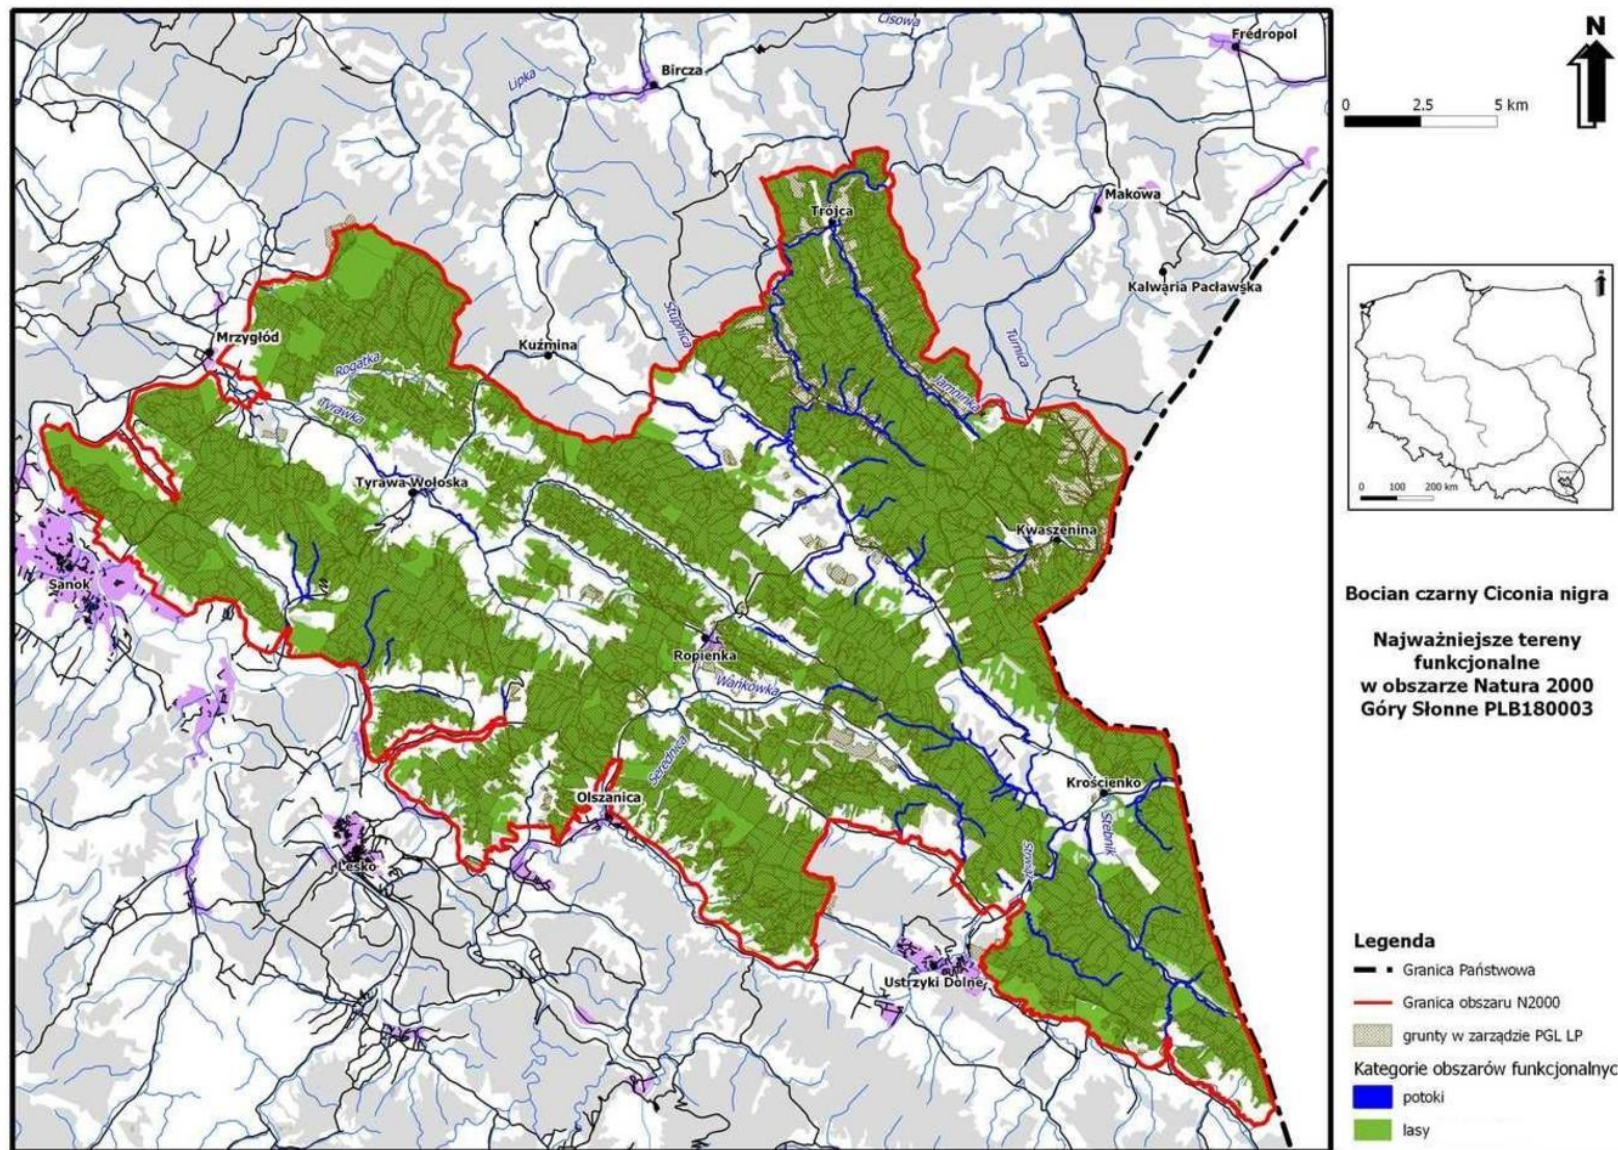 Cisowa
Fredropol
Bircza
Lipka
N
0 2.5 5 km
Makowa
Trójca
Kalwaria Pacławska
Stupnica
Turnica
Mrzygłód
Kuźmina
Rogatka
Jamninka
Tyrawka
Tyrawa Wołoska
0 100 200 km
Kwaszenina
Sanok
Bocian czarny Ciconia nigra
Najważniejsze tereny
funkcjonalne
w obszarze Natura 2000
Góry Słonne PLB180003
Ropienka
Wańkówka
Serednica
Krościenko
Olszanica
Stebnik
Strwiąż
Lesko
Ustrzyki Dolne
Legenda
Granica Państwowa
Granica obszaru N2000
grunty w zarządzie PGL LP
Kategorie obszarów funkcjonalnyc
potoki
lasy